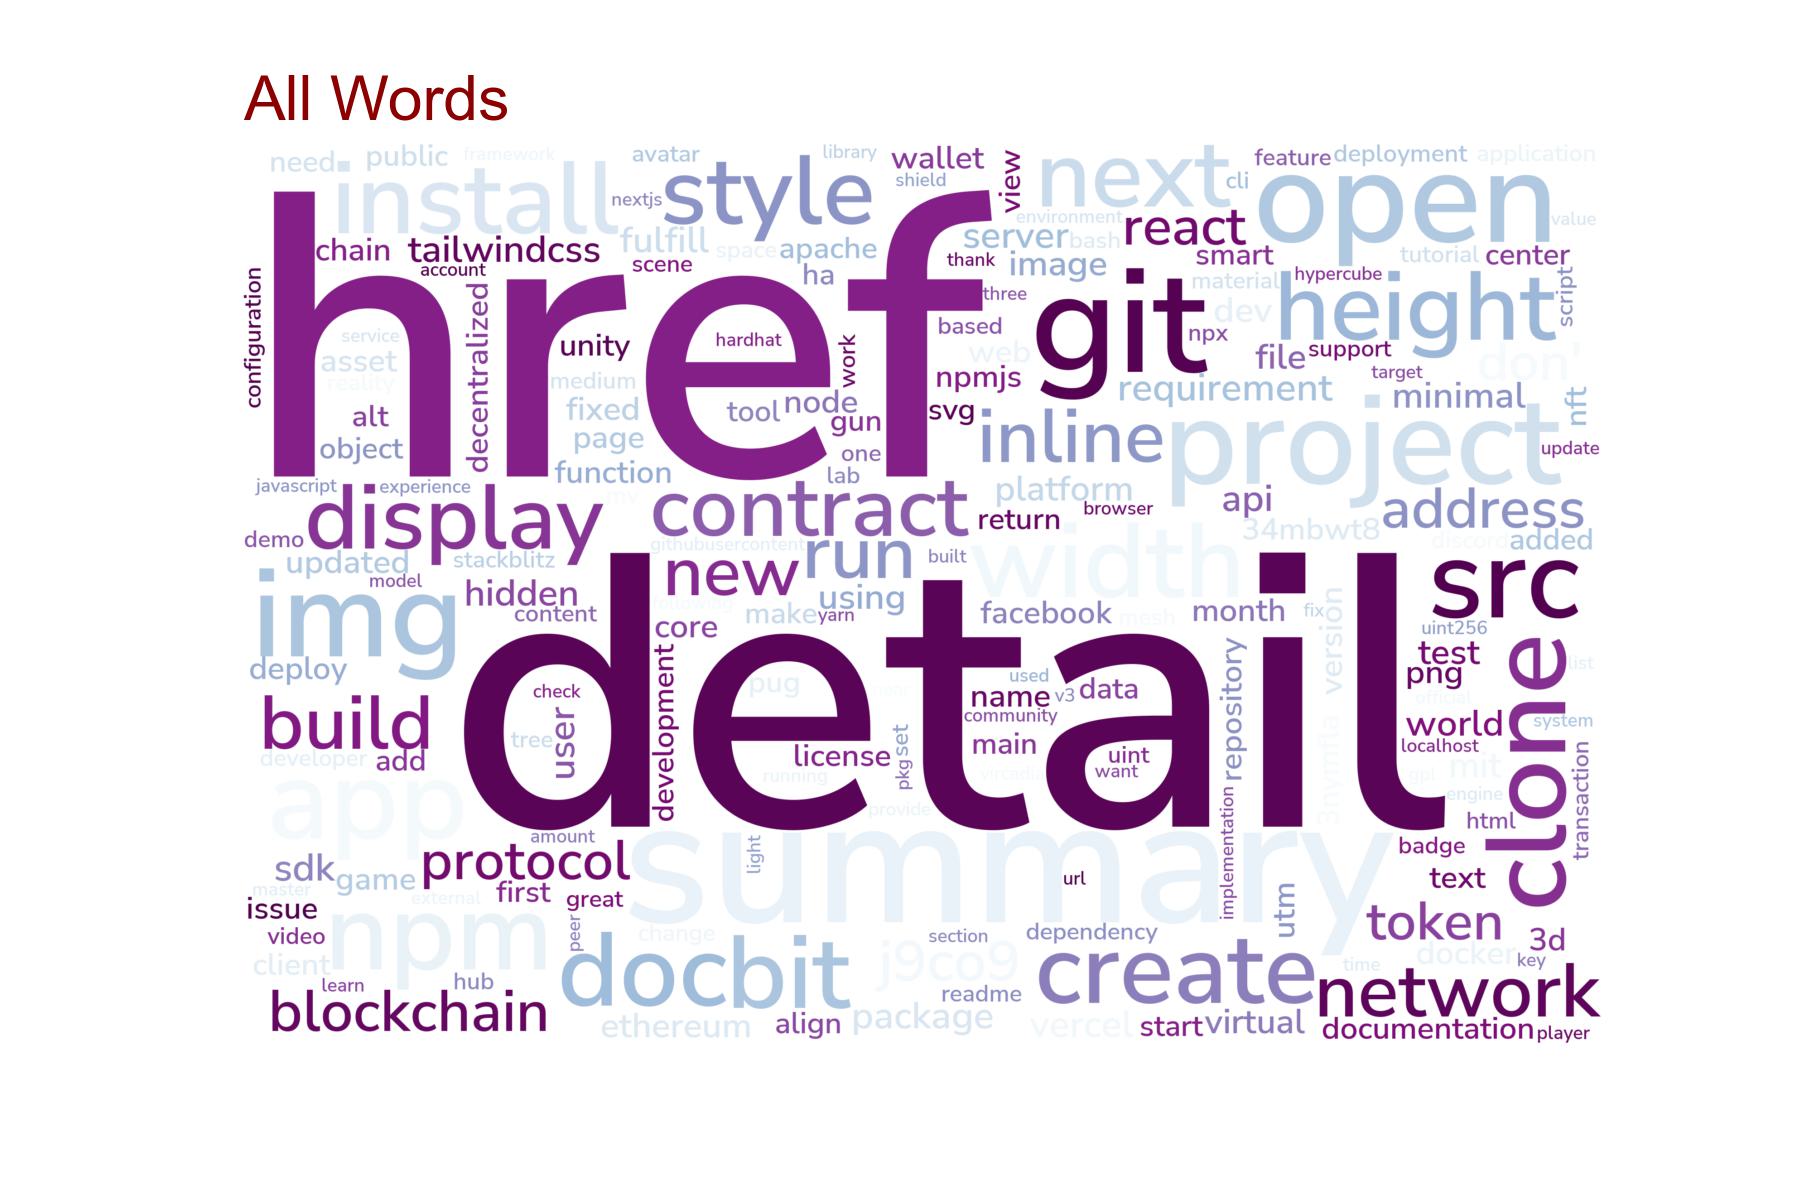 All Words
need public framework avatar library wallet view next feature deployment application
install nextjs style shield cli open value
chain tailwindcss fulfill space apache environment server bash react smart tutorial center
account scene ha thank image material hypercube script
href three git dev height
configuration decentralized service unity hardhat work based web npx file support don'
asset reality medium npmjs requirement target minimal nft
alt fixed tool node gun svg inline project update
object page one
function lab
javascript experience mv platform api address
display contract return browser 34mbwt8 discord added
demo updated stackblitz githubusercontent run built width
img model hidden new using src
content following make yarn facebook mesh month fix version uint256
deploy core detail used test list
png
build check user development pug near name v3 data repository official clone
tree community world system
developer add license set pkg main uint want localhost mit transaction
running gpl engine
app amount provide html
sdk game protocol light summary implementation badge
master external first great url text
issue npm peer utm token
video change section dependency 3d
client docbit j9co9 create time docker key
learn hub readme network
blockchain ethereum align package vercel start virtual documentation player